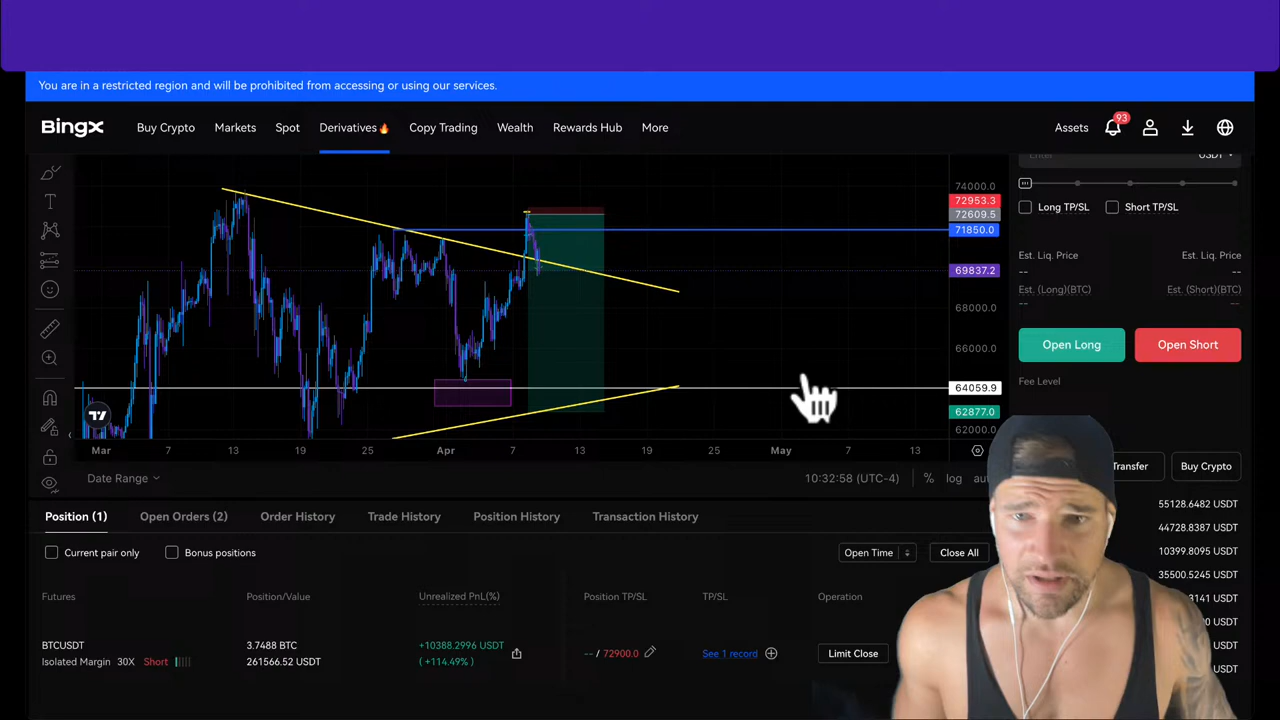 You are in a restricted region and will be prohibited from accessing or using our services.
BingX Buy Crypto Markets Spot Derivatives Copy Trading Wealth Rewards Hub More Assets 93
Enter USDT
74000.0
72953.3
72609.5
71850.0
69837.2
68000.0
66000.0
64059.9
62877.0
62000.0
Mar 7 13 19 25 Apr 7 13 19 25 May 7 13
Date Range 10:32:58 (UTC-4) % log
Long TP/SL Short TP/SL
Est. Liq. Price Est. Liq. Price
-- --
Est. (Long)(BTC) Est. (Short)(BTC)
-- --
Open Long Open Short
Fee Level
Transfer Buy Crypto
55128.6482 USDT
44728.8387 USDT
10399.8095 USDT
35500.5245 USDT
3141 USDT
USDT
USDT
USDT
Position (1) Open Orders (2) Order History Trade History Position History Transaction History
Current pair only Bonus positions Open Time Close All
Futures Position/Value Unrealized PnL(%) Position TP/SL TP/SL Operation
BTCUSDT 3.7488 BTC +10388.2996 USDT
Isolated Margin 30X Short 261566.52 USDT (+114.49%) -- / 72900.0 See 1 record Limit Close